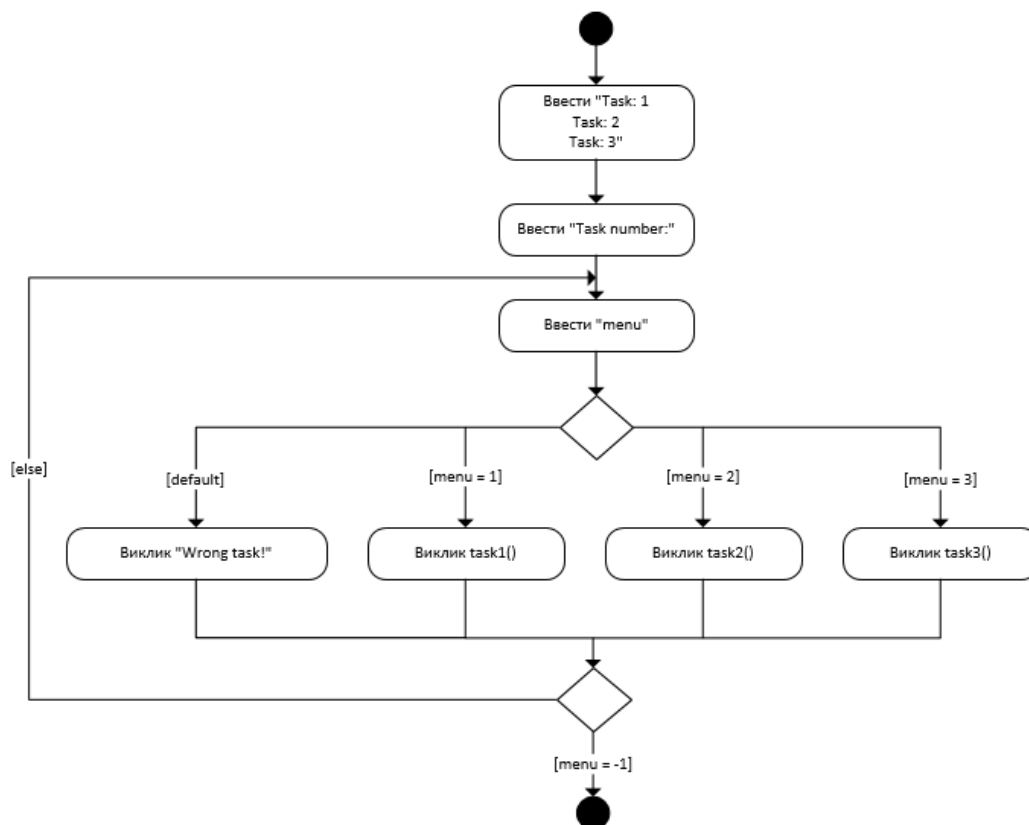 Ввести "Task: 1
Task: 2
Task: 3"
Ввести "Task number:"
Ввести "menu"
[else]
[default]
[menu = 1]
[menu = 2]
[menu = 3]
Виклик "Wrong task!"
Виклик task1()
Виклик task2()
Виклик task3()
[menu = -1]